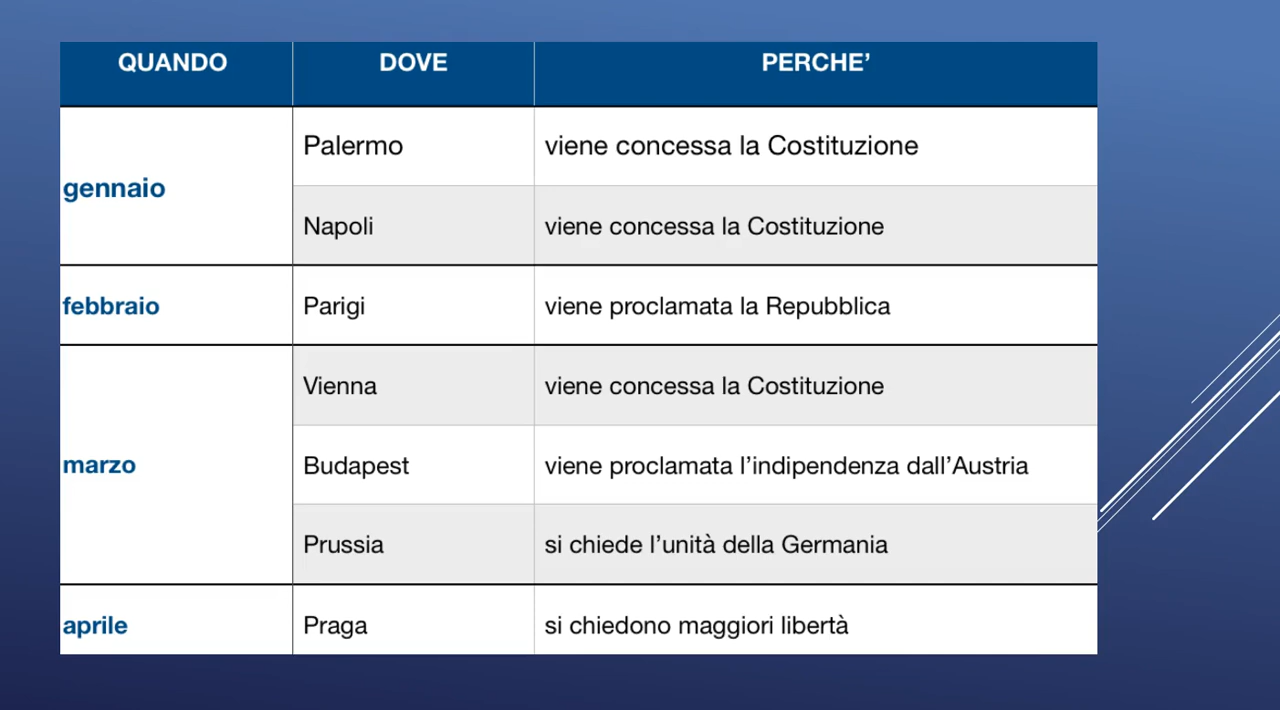 QUANDO DOVE PERCHE’
gennaio
Palermo viene concessa la Costituzione
Napoli viene concessa la Costituzione
febbraio Parigi viene proclamata la Repubblica
marzo
Vienna viene concessa la Costituzione
Budapest viene proclamata l’indipendenza dall’Austria
Prussia si chiede l’unità della Germania
aprile Praga si chiedono maggiori libertà